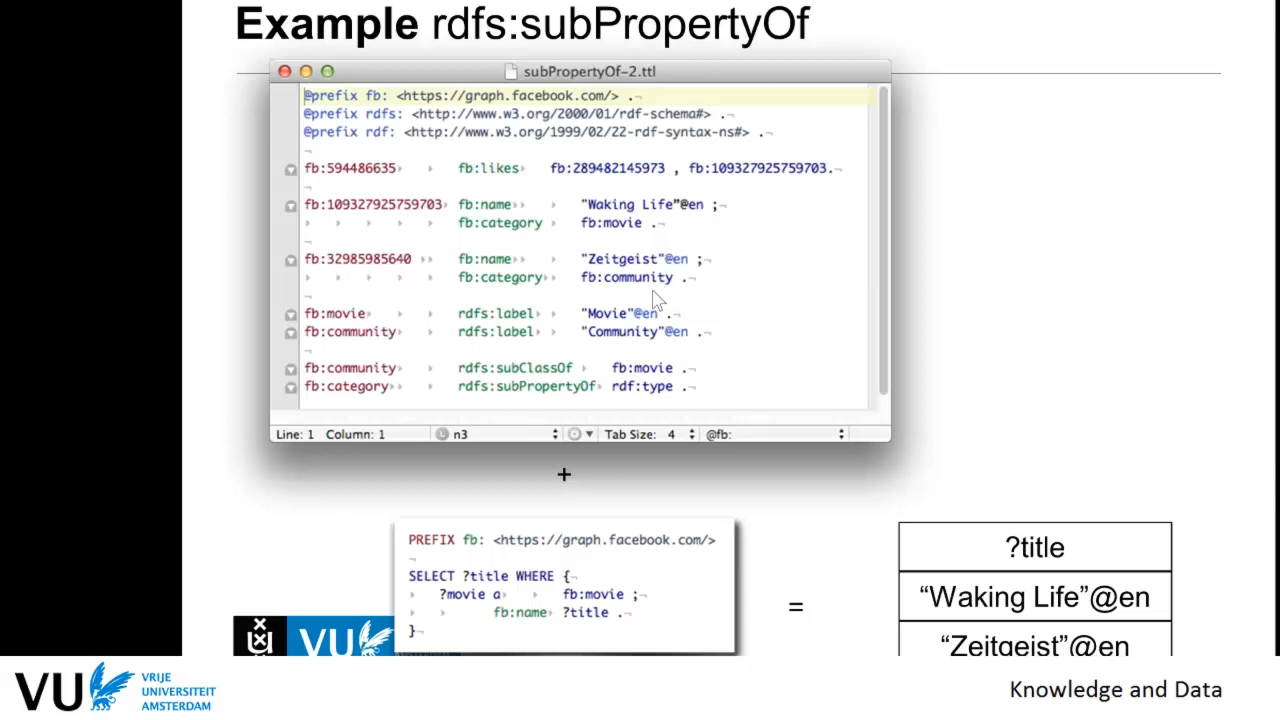 Example rdfs:subPropertyOf
subPropertyOf-2.ttl
@prefix fb: <https://graph.facebook.com/> .
@prefix rdfs: <http://www.w3.org/2000/01/rdf-schema#> .
@prefix rdf: <http://www.w3.org/1999/02/22-rdf-syntax-ns#> .
fb:594486635 fb:likes fb:289482145973 , fb:109327925759703.
fb:109327925759703 fb:name "Waking Life"@en ;
fb:category fb:movie .
fb:32985985640 fb:name "Zeitgeist"@en ;
fb:category fb:community .
fb:movie rdfs:label "Movie"@en .
fb:community rdfs:label "Community"@en .
fb:community rdfs:subClassOf fb:movie .
fb:category rdfs:subPropertyOf rdf:type .
Line: 1 Column: 1 L n3 Tab Size: 4 @fb:
+
PREFIX fb: <https://graph.facebook.com/>
SELECT ?title WHERE {
?movie a fb:movie ;
fb:name ?title .
}
=
?title
“Waking Life”@en
“Zeitgeist”@en
VU
VU VRIJE
UNIVERSITEIT
AMSTERDAM
Knowledge and Data